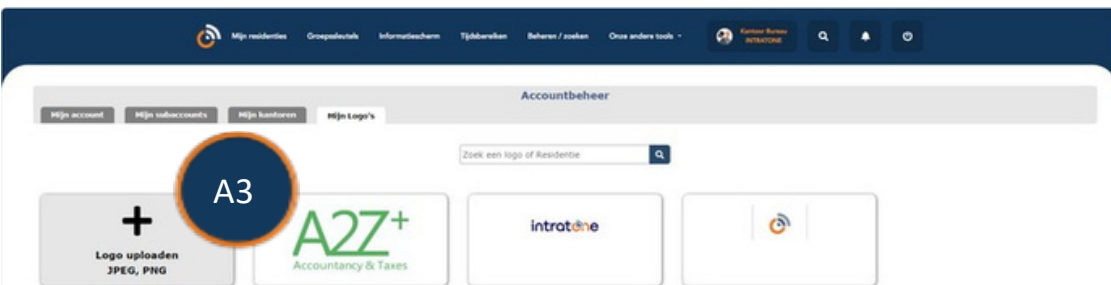 Mijn residenties Groepssleutels Informatiescherm Tijdsbereiken Beheren / zoeken Onze andere tools Kantoor Bureau
INTRATONE
Accountbeheer
Mijn account Mijn subaccounts Mijn kantoren Mijn Logo's
Zoek een logo of Residentie
A3
+
Logo uploaden
JPEG, PNG
A2Z+
Accountancy & Taxes
intratone